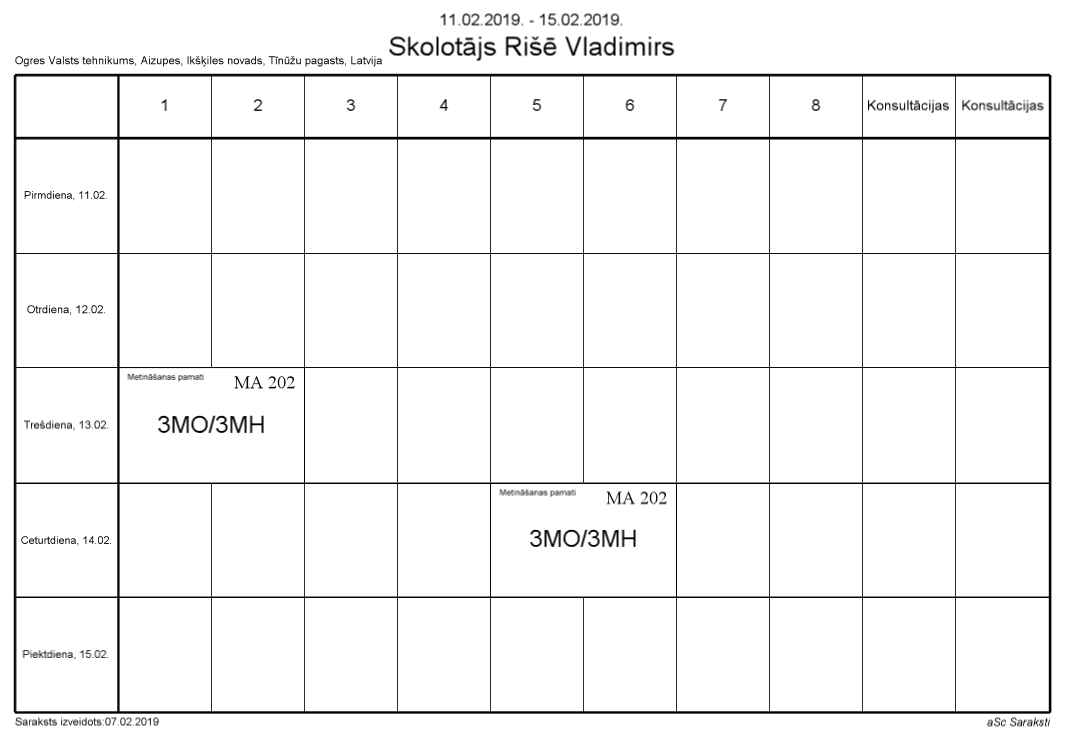 11.02.2019. - 15.02.2019.
Skolotājs Rišē Vladimirs
Ogres Valsts tehnikums, Aizupes, Ikšķiles novads, Tīnūžu pagasts, Latvija
1 2 3 4 5 6 7 8 Konsultācijas Konsultācijas
Pirmdiena, 11.02.
Otrdiena, 12.02.
Metināšanas pamati MA 202
Trešdiena, 13.02. 3MO/3MH
Metināšanas pamati MA 202
Ceturtdiena, 14.02. 3MO/3MH
Piektdiena, 15.02.
Saraksts izveidots:07.02.2019 aSc Saraksti